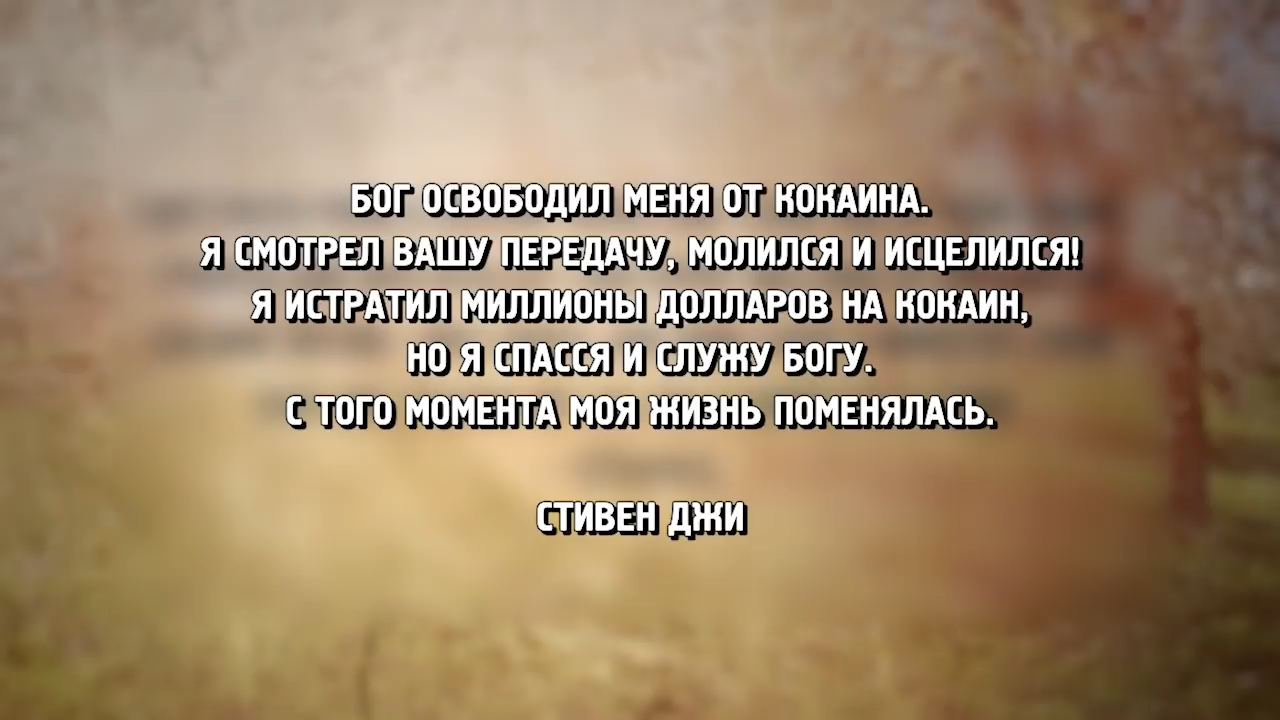 БОГ ОСВОБОДИЛ МЕНЯ ОТ КОКАИНА.
Я СМОТРЕЛ ВАШУ ПЕРЕДАЧУ, МОЛИЛСЯ И ИСЦЕЛИЛСЯ!
Я ИСТРАТИЛ МИЛЛИОНЫ ДОЛЛАРОВ НА КОКАИН,
НО Я СПАССЯ И СЛУЖУ БОГУ.
С ТОГО МОМЕНТА МОЯ ЖИЗНЬ ПОМЕНЯЛАСЬ.
СТИВЕН ДЖИ